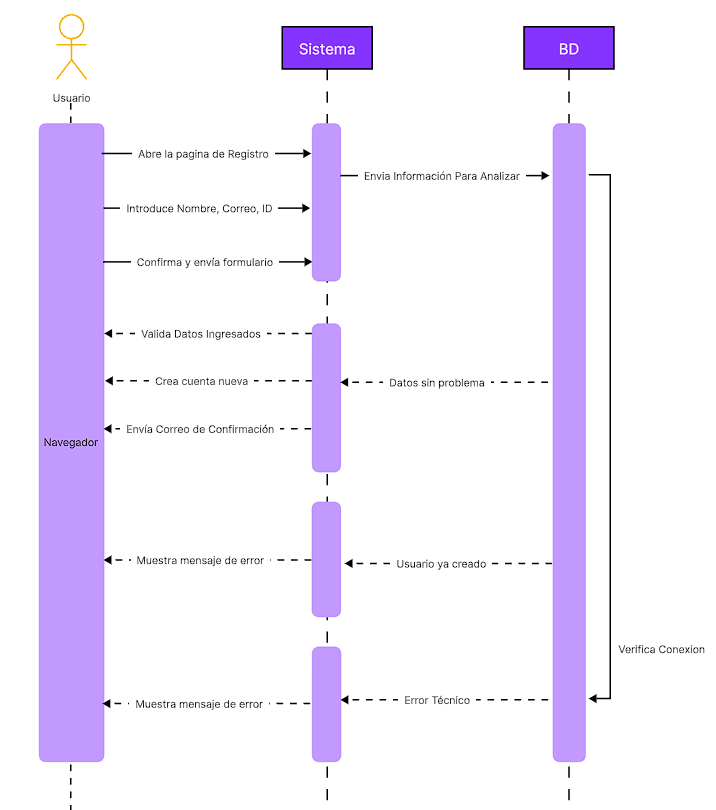 Sistema
BD
Usuario
Abre la pagina de Registro
Envia Información Para Analizar
Introduce Nombre, Correo, ID
Confirma y envía formulario
Valida Datos Ingresados
Crea cuenta nueva
Datos sin problema
Envía Correo de Confirmación
Navegador
Muestra mensaje de error
Usuario ya creado
Verifica Conexion
Muestra mensaje de error
Error Técnico